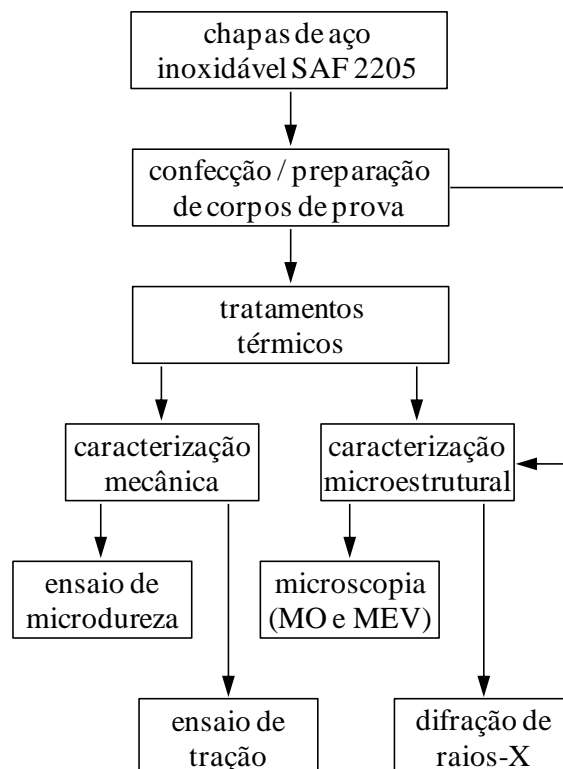 chapas de aço
inoxidável SAF 2205
confecção / preparação
de corpos de prova
tratamentos
térmicos
caracterização
mecânica
caracterização
microestrutural
ensaio de
microdureza
microscopia
(MO e MEV)
ensaio de
tração
difração de
raios-X